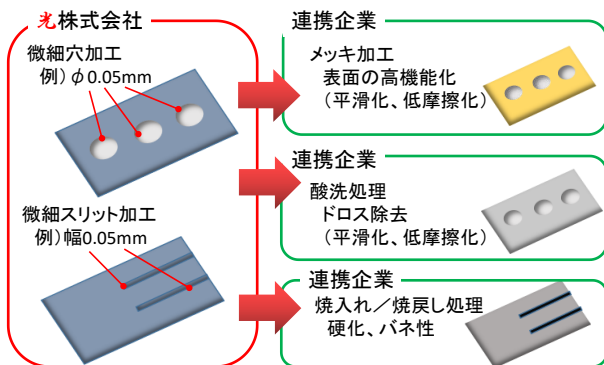 光株式会社
微細穴加工
例)φ0.05mm
微細スリット加工
例)幅0.05mm
連携企業
メッキ加工
表面の高機能化
(平滑化、低摩擦化)
連携企業
酸洗処理
ドロス除去
(平滑化、低摩擦化)
連携企業
焼入れ/焼戻し処理
硬化、バネ性